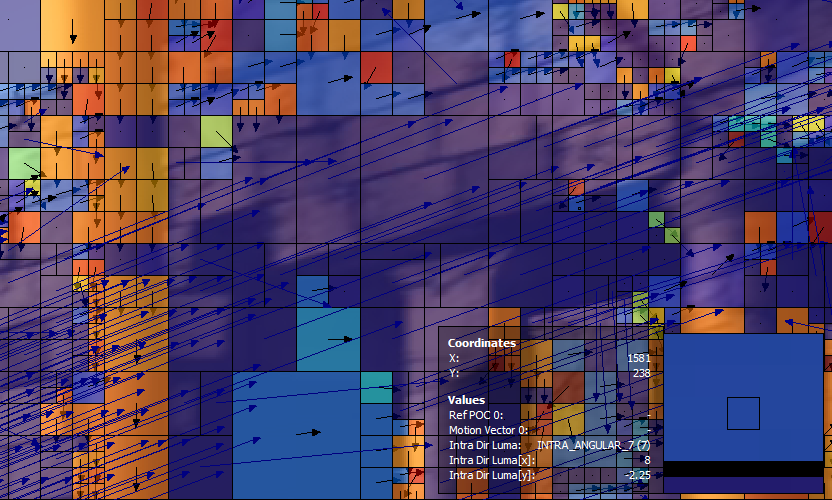 Coordinates
X: 1581
Y: 238
Values
Ref POC 0: -
Motion Vector 0: -
Intra Dir Luma: INTRA_ANGULAR_7 (7)
Intra Dir Luma[x]: 8
Intra Dir Luma[y]: -2.25